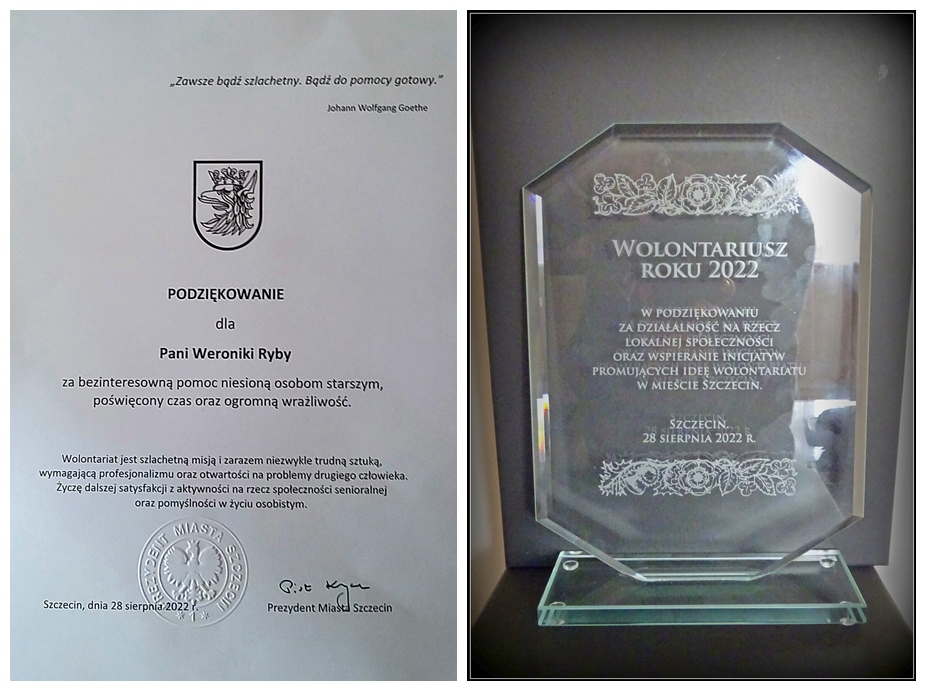 „Zawsze bądź szlachetny. Bądź do pomocy gotowy.”
Johann Wolfgang Goethe
PODZIĘKOWANIE
dla
Pani Weroniki Ryby
za bezinteresowną pomoc niesioną osobom starszym,
poświęcony czas oraz ogromną wrażliwość.
Wolontariat jest szlachetną misją i zarazem niezwykle trudną sztuką,
wymagającą profesjonalizmu oraz otwartości na problemy drugiego człowieka.
Życzę dalszej satysfakcji z aktywności na rzecz społeczności senioralnej
oraz pomyślności w życiu osobistym.
PREZYDENT MIASTA SZCZECIN
* 1 *
Szczecin, dnia 28 sierpnia 2022 r.
Prezydent Miasta Szczecin
WOLONTARIUSZ
ROKU 2022
W PODZIĘKOWANIU
ZA DZIAŁALNOŚĆ NA RZECZ
LOKALNEJ SPOŁECZNOŚCI
ORAZ WSPIERANIE INICJATYW
PROMUJĄCYCH IDEĘ WOLONTARIATU
W MIEŚCIE SZCZECIN.
SZCZECIN,
28 SIERPNIA 2022 R.